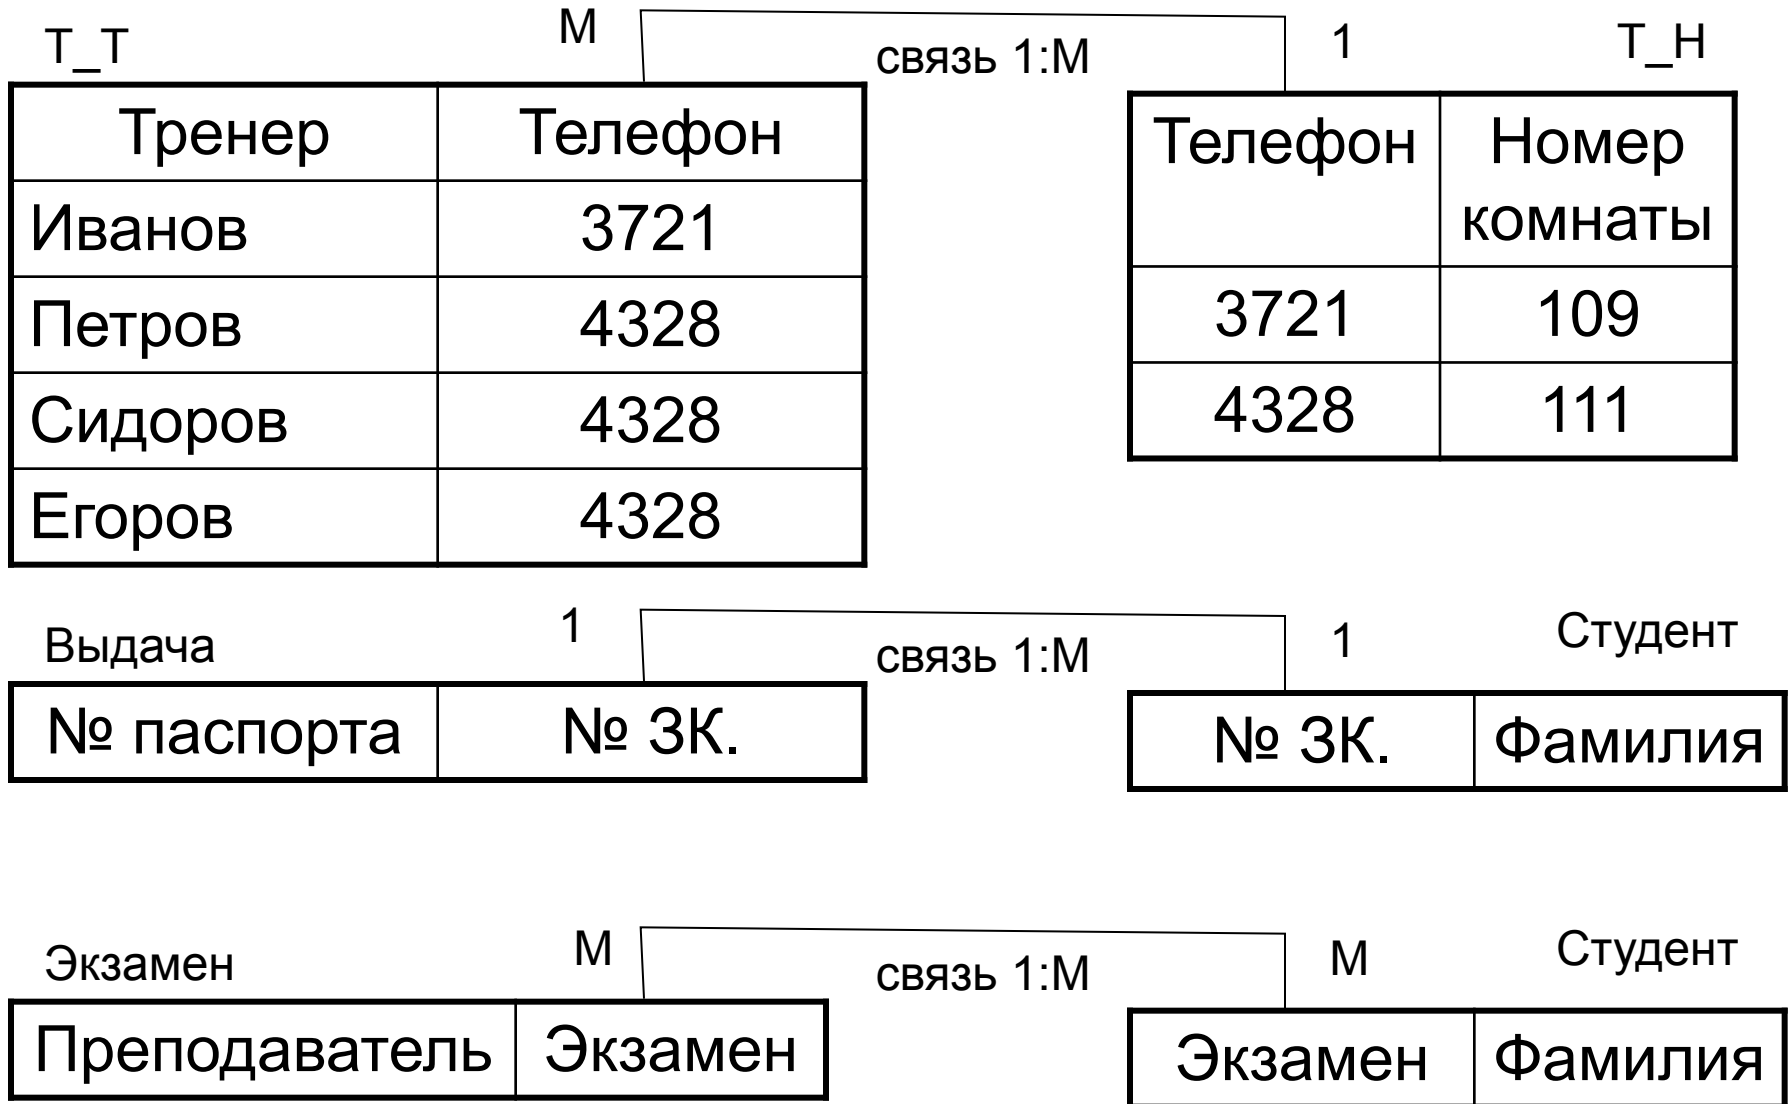 Т_Т М связь 1:М 1 Т_Н
Тренер Телефон
Иванов 3721
Петров 4328
Сидоров 4328
Егоров 4328
Телефон Номер
комнаты
3721 109
4328 111
Выдача 1 связь 1:М 1 Студент
№ паспорта № ЗК.
№ ЗК. Фамилия
Экзамен М связь 1:М М Студент
Преподаватель Экзамен
Экзамен Фамилия